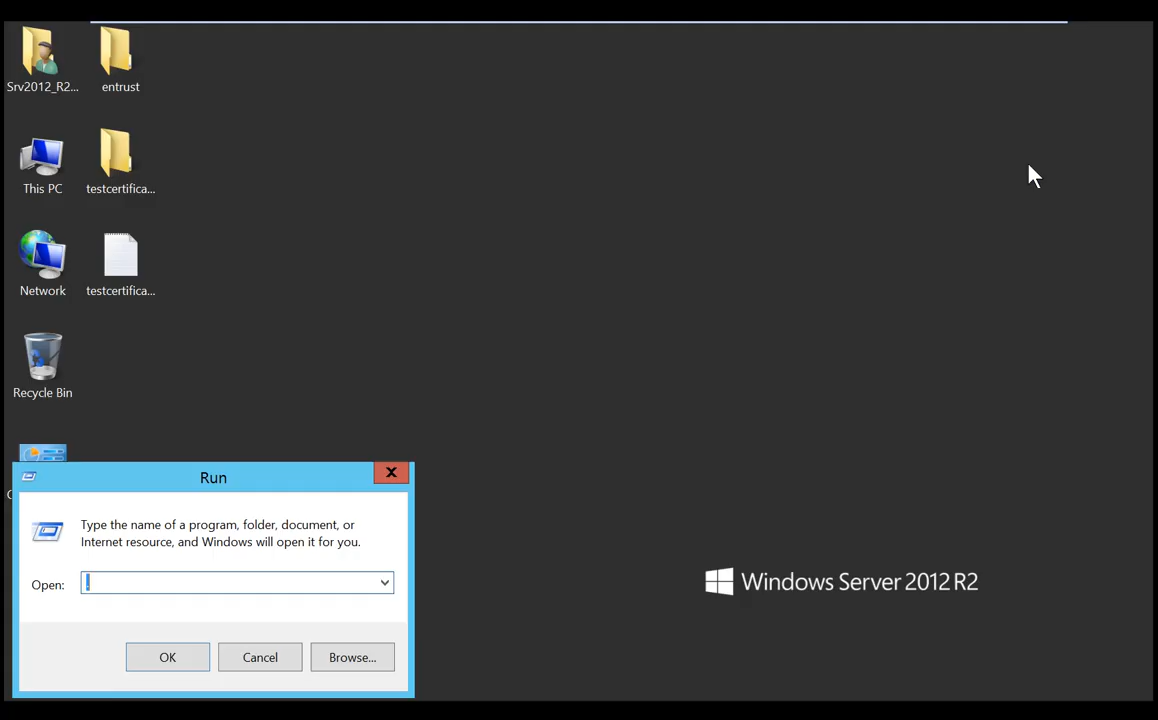 Srv2012_R2...
entrust
This PC
testcertifica...
Network
testcertifica...
Recycle Bin
Run
X
Type the name of a program, folder, document, or
Internet resource, and Windows will open it for you.
Open:
OK
Cancel
Browse...
Windows Server 2012 R2